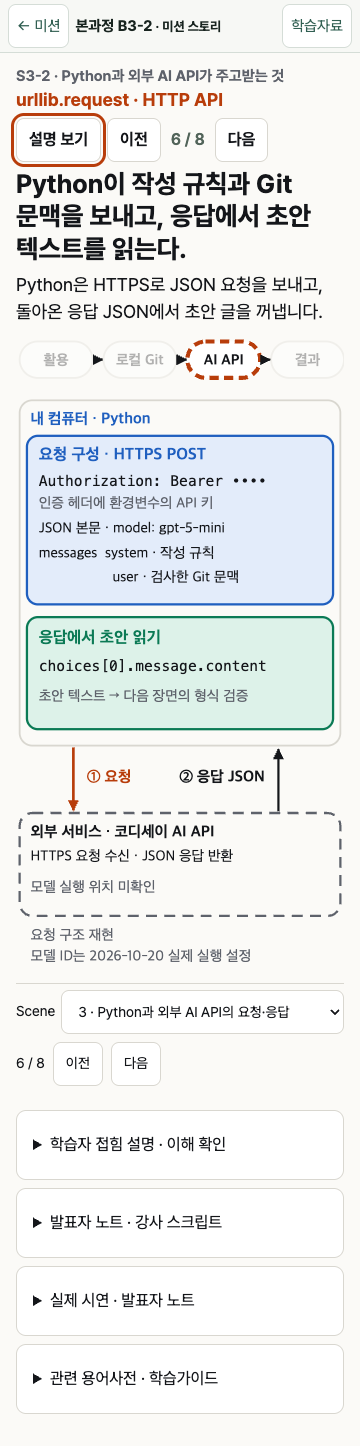 ← 미션
본과정 B3-2 · 미션 스토리
학습자료
S3-2 · Python과 외부 AI API가 주고받는 것
urllib.request · HTTP API
설명 보기
이전
6 / 8
다음
Python이 작성 규칙과 Git
문맥을 보내고, 응답에서 초안
텍스트를 읽는다.
Python은 HTTPS로 JSON 요청을 보내고,
돌아온 응답 JSON에서 초안 글을 꺼냅니다.
활용
로컬 Git
AI API
결과
내 컴퓨터 · Python
요청 구성 · HTTPS POST
Authorization: Bearer ••••
인증 헤더에 환경변수의 API 키
JSON 본문 · model: gpt-5-mini
messages system · 작성 규칙
user · 검사한 Git 문맥
응답에서 초안 읽기
choices[0].message.content
초안 텍스트 → 다음 장면의 형식 검증
① 요청
② 응답 JSON
외부 서비스 · 코디세이 AI API
HTTPS 요청 수신 · JSON 응답 반환
모델 실행 위치 미확인
요청 구조 재현
모델 ID는 2026-10-20 실제 실행 설정
Scene
3 · Python과 외부 AI API의 요청·응답
6 / 8
이전
다음
▶ 학습자 접힘 설명 · 이해 확인
▶ 발표자 노트 · 강사 스크립트
▶ 실제 시연 · 발표자 노트
▶ 관련 용어사전 · 학습가이드